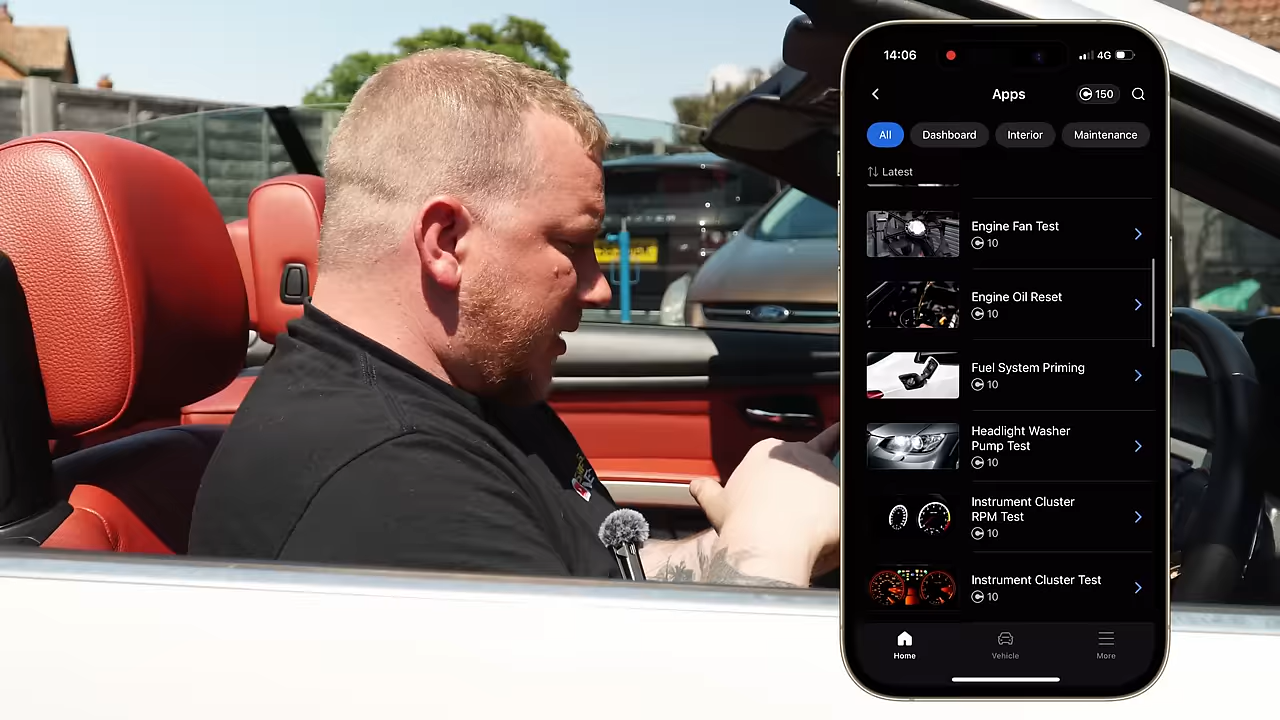 14:06
4G
Apps
150
All
Dashboard
Interior
Maintenance
Latest
Engine Fan Test
10
Engine Oil Reset
10
Fuel System Priming
10
Headlight Washer
Pump Test
10
Instrument Cluster
RPM Test
10
Instrument Cluster Test
10
Home
Vehicle
More